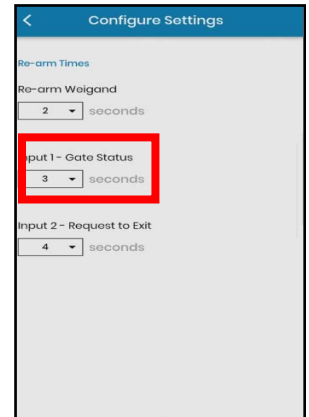 Configure Settings
Re-arm Times
Re-arm Weigand
2 seconds
Input 1 - Gate Status
3 seconds
Input 2 - Request to Exit
4 seconds